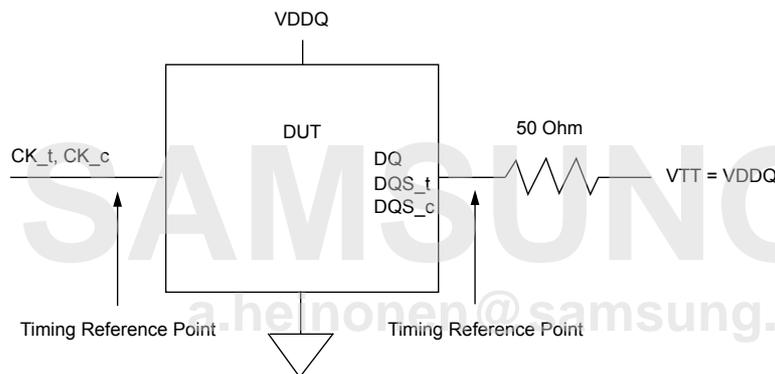 VDDQ
DUT
50 Ohm
CK_t, CK_c
DQ
DQS_t
DQS_c
VTT = VDDQ
Timing Reference Point
Timing Reference Point
SAMSUNG
a.heinonen@samsung.